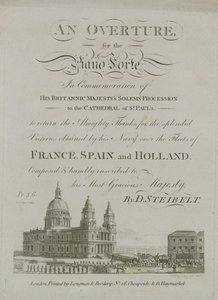 AN OVERTURE,
for the
Piano Forte
In Commemoration of
HIS BRITANNIC MAJESTY'S SOLEMN PROCESSION
to the CATHEDRAL of ST PAUL'S
to return the Almighty Thanks for the splendid
Victories obtained by his Navy over the Fleets of
FRANCE, SPAIN, and HOLLAND.
Composed & humbly inscribed to
his Most Gracious Majesty,
By D. STEIBELT.
London, Printed by Longman & Broderip No 26 Cheapside & 13 Haymarket